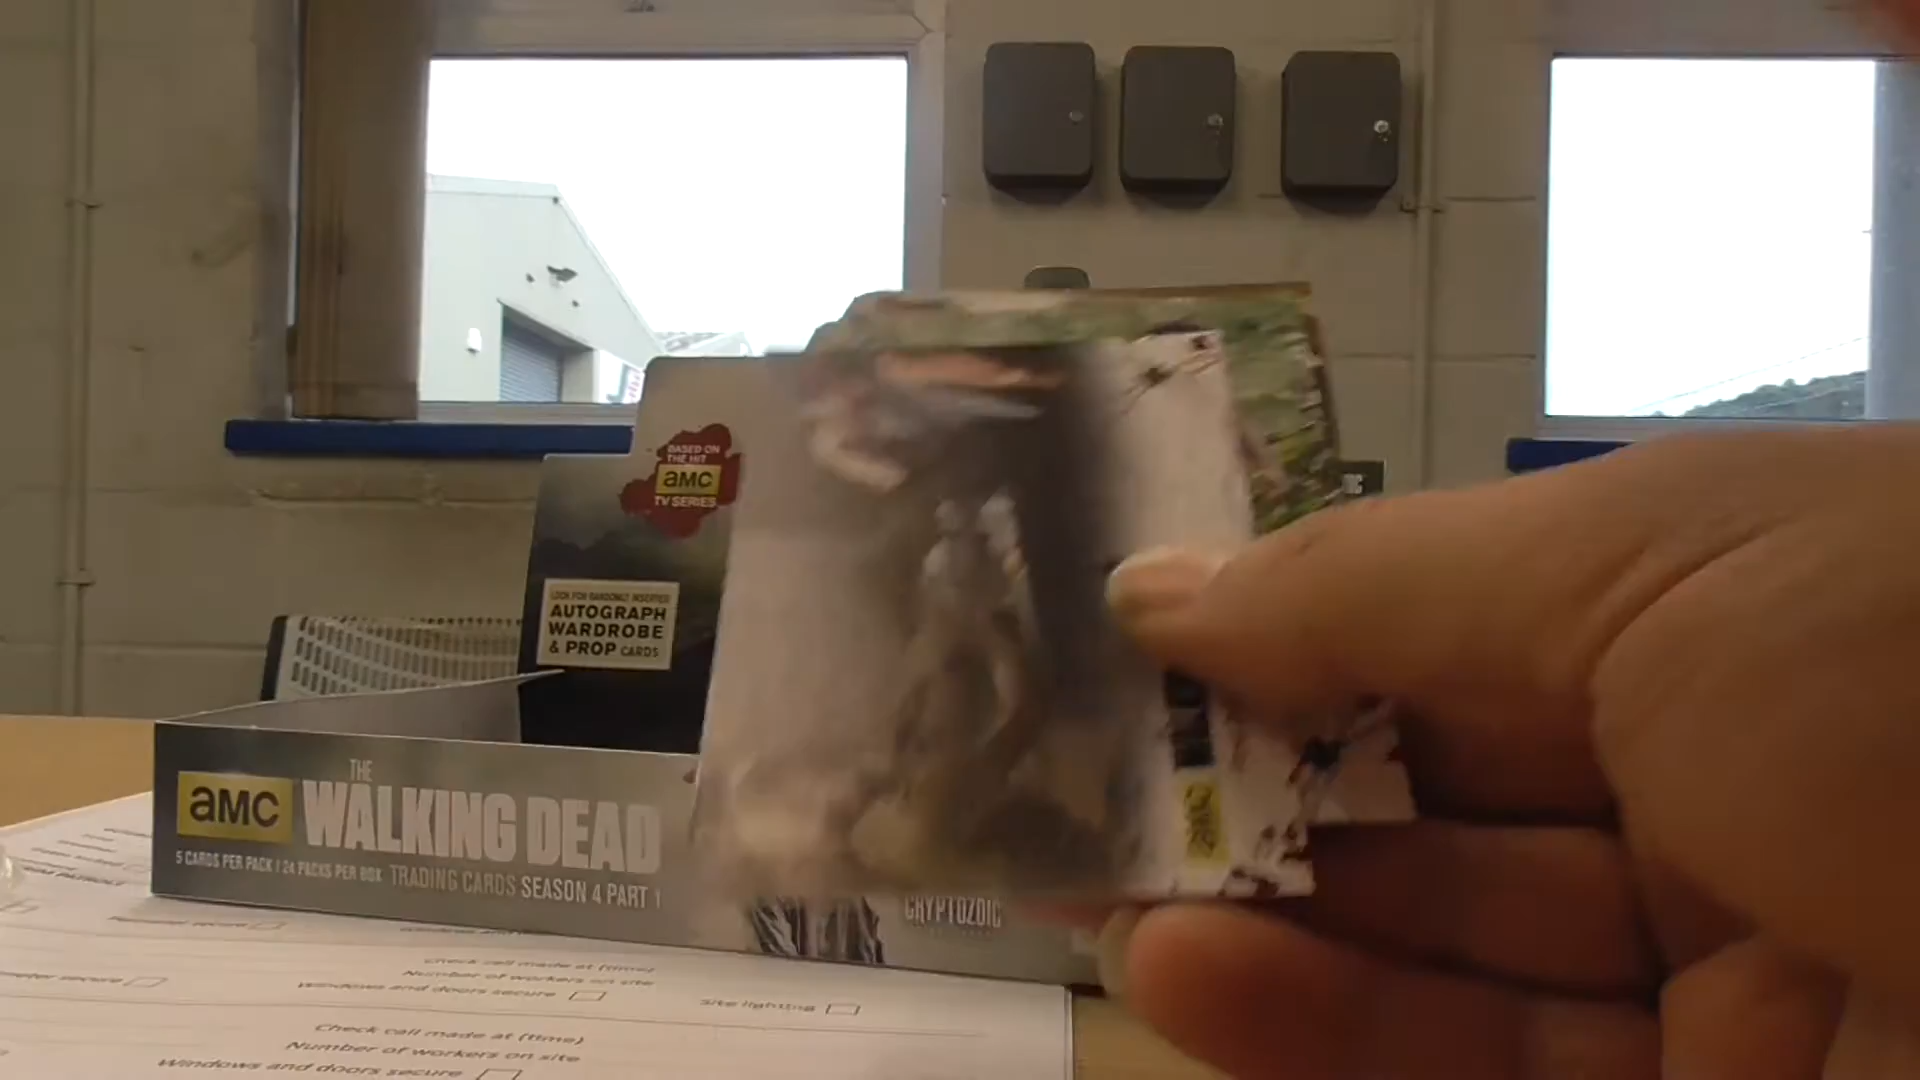 BASED ON
THE HIT
aMC
TV SERIES
LOOK FOR RANDOMLY INSERTED
AUTOGRAPH
WARDROBE
& PROP CARDS
aMC
THE
WALKING DEAD
5 CARDS PER PACK / 24 PACKS PER BOX TRADING CARDS SEASON 4 PART 1
CRYPTOZOIC
Check call made at (time)
Number of workers on site
Windows and doors secure
Site lighting
Check call made at (time)
Number of workers on site
Windows and doors secure